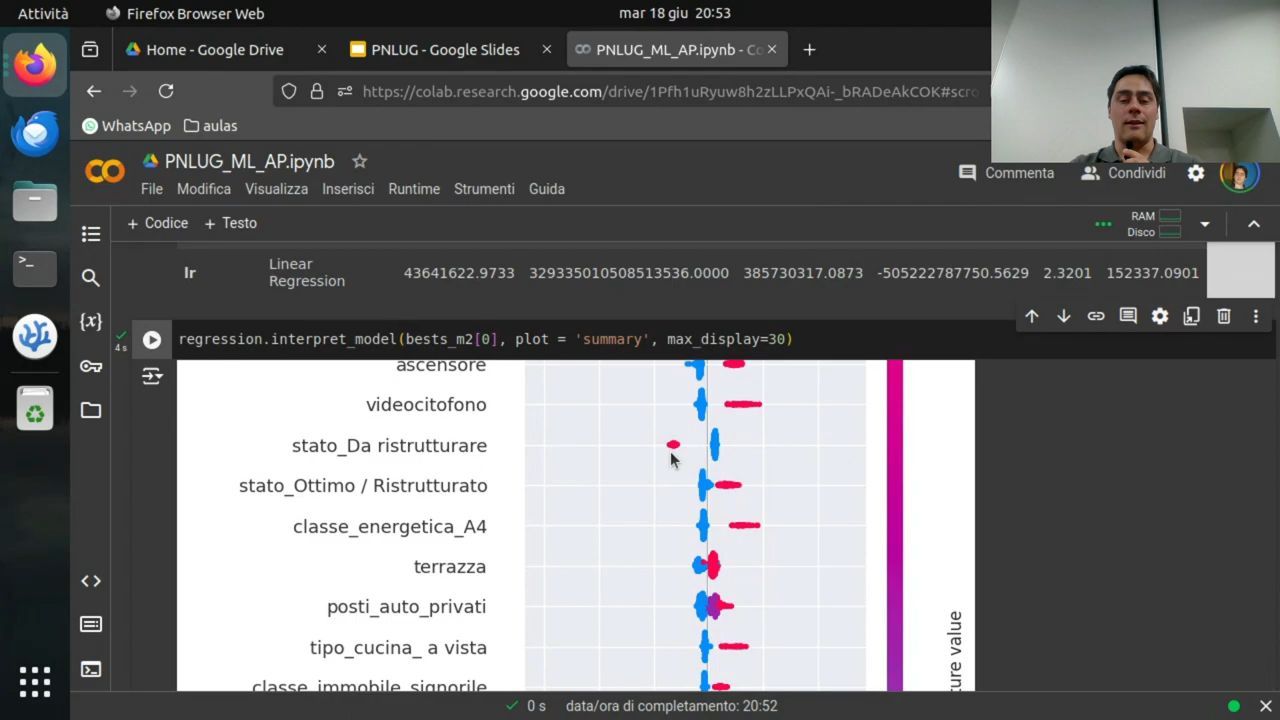 Attività
Firefox Browser Web
mar 18 giu 20:53
Home - Google Drive
PNLUG - Google Slides
PNLUG_ML_AP.ipynb - Co
https://colab.research.google.com/drive/1Pfh1uRyuw8h2zLLPxQAi-_bRADeAkCOK#scro
WhatsApp
aulas
PNLUG_ML_AP.ipynb
Commenta
Condividi
File Modifica Visualizza Inserisci Runtime Strumenti Guida
+ Codice + Testo
RAM
Disco
lr Linear Regression 43641622.9733 329335010508513536.0000 385730317.0873 -505222787750.5629 2.3201 152337.0901
4 s
regression.interpret_model(bests_m2[0], plot = 'summary', max_display=30)
ascensore
videocitofono
stato_Da ristrutturare
stato_Ottimo / Ristrutturato
classe_energetica_A4
terrazza
posti_auto_privati
tipo_cucina_ a vista
classe_immobile_signorile
ure value
0 s data/ora di completamento: 20:52